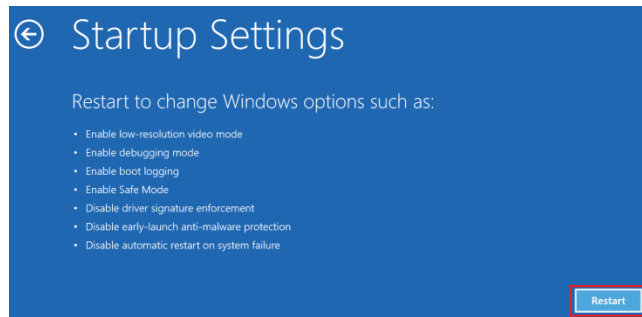 Startup Settings
Restart to change Windows options such as:
• Enable low-resolution video mode
• Enable debugging mode
• Enable boot logging
• Enable Safe Mode
• Disable driver signature enforcement
• Disable early-launch anti-malware protection
• Disable automatic restart on system failure
Restart